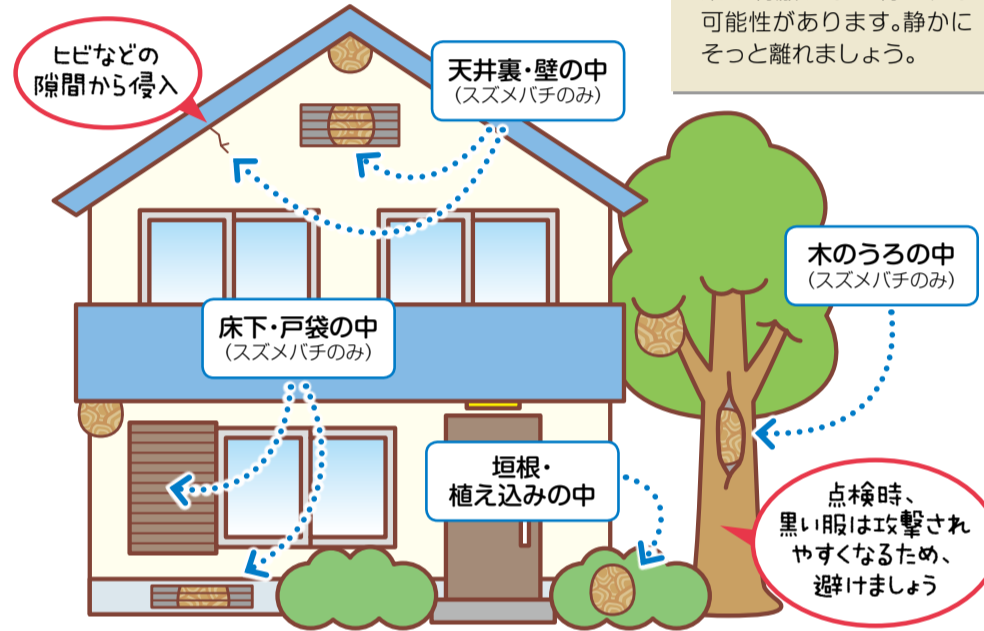 可能性があります。静かに
そっと離れましょう。
ヒビなどの
隙間から侵入
天井裏・壁の中
(スズメバチのみ)
木のうろの中
(スズメバチのみ)
床下・戸袋の中
(スズメバチのみ)
垣根・
植え込みの中
点検時、
黒い服は攻撃され
やすくなるため、
避けましょう